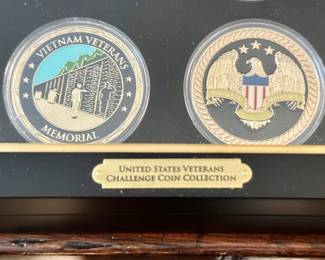 VIETNAM VETERANS
MEMORIAL
UNITED STATES VETERANS
CHALLENGE COIN COLLECTION